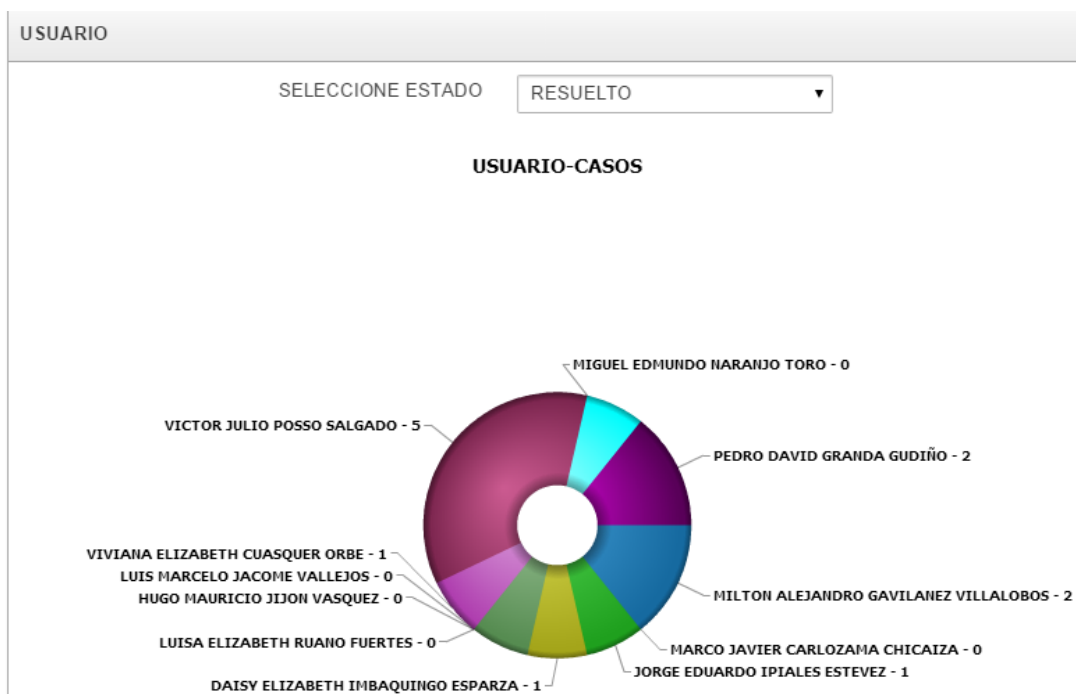 USUARIO
SELECCIONE ESTADO RESUELTO
USUARIO-CASOS
MIGUEL EDMUNDO NARANJO TORO - 0
VICTOR JULIO POSSO SALGADO - 5
PEDRO DAVID GRANDA GUDIÑO - 2
VIVIANA ELIZABETH CUASQUER ORBE - 1
LUIS MARCELO JACOME VALLEJOS - 0
HUGO MAURICIO JIJON VASQUEZ - 0
MILTON ALEJANDRO GAVILANEZ VILLALOBOS - 2
LUISA ELIZABETH RUANO FUERTES - 0
MARCO JAVIER CARLOZAMA CHICAIZA - 0
JORGE EDUARDO IPIALES ESTEVEZ - 1
DAISY ELIZABETH IMBAQUINGO ESPARZA - 1